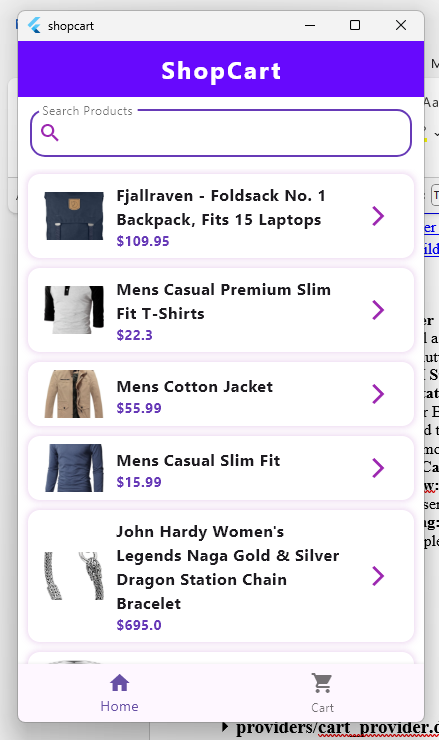 shopcart
ShopCart
Search Products
Fjallraven - Foldsack No. 1
Backpack, Fits 15 Laptops
$109.95
Mens Casual Premium Slim
Fit T-Shirts
$22.3
Mens Cotton Jacket
$55.99
Mens Casual Slim Fit
$15.99
John Hardy Women's
Legends Naga Gold & Silver
Dragon Station Chain
Bracelet
$695.0
Home
Cart
providers/cart_provider.